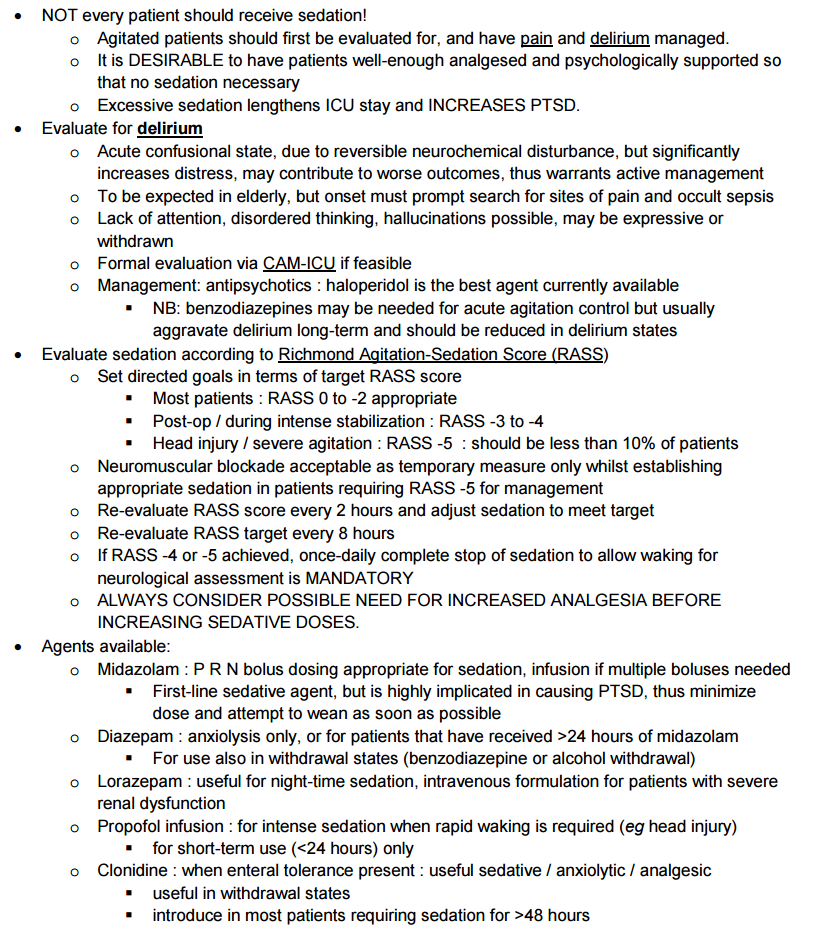 • NOT every patient should receive sedation!
o Agitated patients should first be evaluated for, and have pain and delirium managed.
o It is DESIRABLE to have patients well-enough analgesed and psychologically supported so
that no sedation necessary
o Excessive sedation lengthens ICU stay and INCREASES PTSD.
• Evaluate for delirium
o Acute confusional state, due to reversible neurochemical disturbance, but significantly
increases distress, may contribute to worse outcomes, thus warrants active management
o To be expected in elderly, but onset must prompt search for sites of pain and occult sepsis
o Lack of attention, disordered thinking, hallucinations possible, may be expressive or
withdrawn
o Formal evaluation via CAM-ICU if feasible
o Management: antipsychotics : haloperidol is the best agent currently available
▪ NB: benzodiazepines may be needed for acute agitation control but usually
aggravate delirium long-term and should be reduced in delirium states
• Evaluate sedation according to Richmond Agitation-Sedation Score (RASS)
o Set directed goals in terms of target RASS score
▪ Most patients : RASS 0 to -2 appropriate
▪ Post-op / during intense stabilization : RASS -3 to -4
▪ Head injury / severe agitation : RASS -5 : should be less than 10% of patients
o Neuromuscular blockade acceptable as temporary measure only whilst establishing
appropriate sedation in patients requiring RASS -5 for management
o Re-evaluate RASS score every 2 hours and adjust sedation to meet target
o Re-evaluate RASS target every 8 hours
o If RASS -4 or -5 achieved, once-daily complete stop of sedation to allow waking for
neurological assessment is MANDATORY
o ALWAYS CONSIDER POSSIBLE NEED FOR INCREASED ANALGESIA BEFORE
INCREASING SEDATIVE DOSES.
• Agents available:
o Midazolam : P R N bolus dosing appropriate for sedation, infusion if multiple boluses needed
▪ First-line sedative agent, but is highly implicated in causing PTSD, thus minimize
dose and attempt to wean as soon as possible
o Diazepam : anxiolysis only, or for patients that have received >24 hours of midazolam
▪ For use also in withdrawal states (benzodiazepine or alcohol withdrawal)
o Lorazepam : useful for night-time sedation, intravenous formulation for patients with severe
renal dysfunction
o Propofol infusion : for intense sedation when rapid waking is required (eg head injury)
▪ for short-term use (<24 hours) only
o Clonidine : when enteral tolerance present : useful sedative / anxiolytic / analgesic
▪ useful in withdrawal states
▪ introduce in most patients requiring sedation for >48 hours